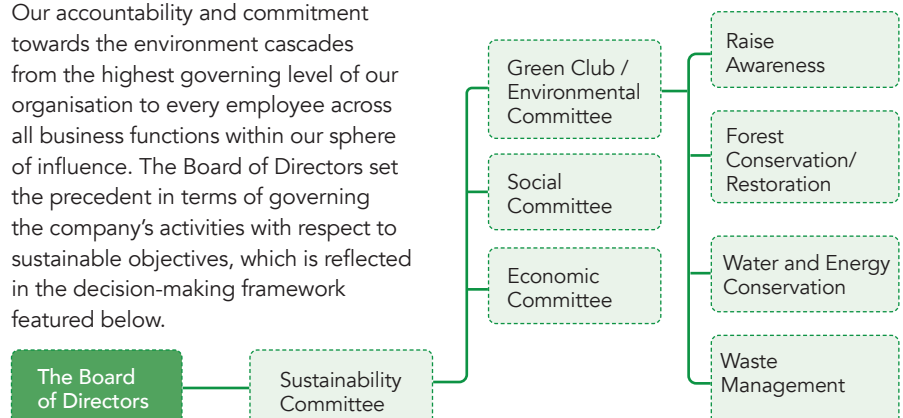 Our accountability and commitment
towards the environment cascades
from the highest governing level of our
organisation to every employee across
all business functions within our sphere
of influence. The Board of Directors set
the precedent in terms of governing
the company's activities with respect to
sustainable objectives, which is reflected
in the decision-making framework
featured below.
The Board
of Directors
Sustainability
Committee
Green Club /
Environmental
Committee
Social
Committee
Economic
Committee
Raise
Awareness
Forest
Conservation/
Restoration
Water and Energy
Conservation
Waste
Management